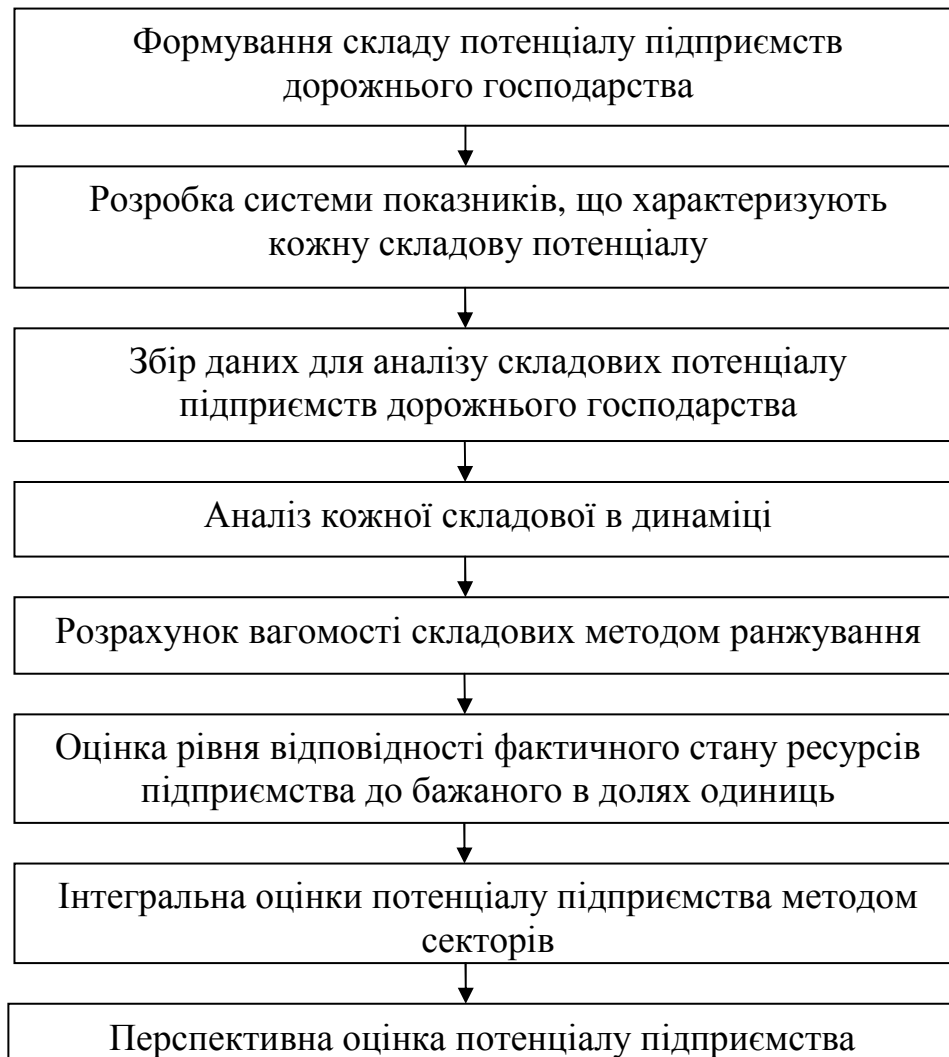 Формування складу потенціалу підприємств
дорожнього господарства
Розробка системи показників, що характеризують
кожну складову потенціалу
Збір даних для аналізу складових потенціалу
підприємств дорожнього господарства
Аналіз кожної складової в динаміці
Розрахунок вагомості складових методом ранжування
Оцінка рівня відповідності фактичного стану ресурсів
підприємства до бажаного в долях одиниць
Інтегральна оцінки потенціалу підприємства методом
секторів
Перспективна оцінка потенціалу підприємства